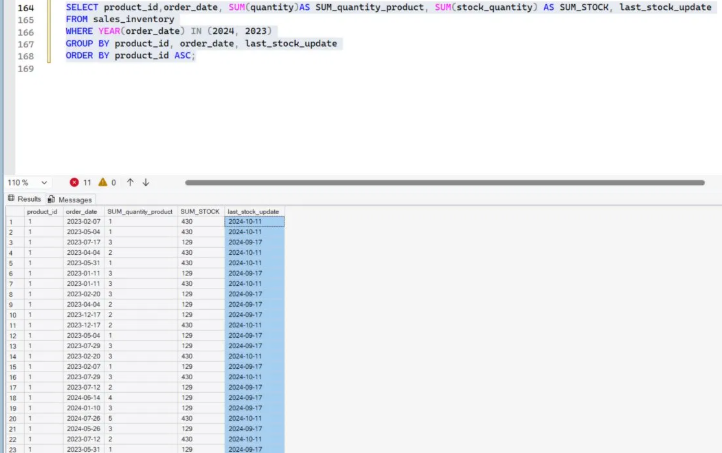 164 SELECT product_id,order_date, SUM(quantity)AS SUM_quantity_product, SUM(stock_quantity) AS SUM_STOCK, last_stock_update
165 FROM sales_inventory
166 WHERE YEAR(order_date) IN (2024, 2023)
167 GROUP BY product_id, order_date, last_stock_update
168 ORDER BY product_id ASC;
169
110 % 11 0
Results Messages
product_id order_date SUM_quantity_product SUM_STOCK last_stock_update
1 1 2023-02-07 1 430 2024-10-11
2 1 2023-05-04 1 430 2024-10-11
3 1 2023-07-17 3 129 2024-09-17
4 1 2023-04-04 2 430 2024-10-11
5 1 2023-05-31 1 430 2024-10-11
6 1 2023-01-11 3 129 2024-09-17
7 1 2023-01-11 3 430 2024-10-11
8 1 2023-02-20 3 129 2024-09-17
9 1 2023-04-04 2 129 2024-09-17
10 1 2023-12-17 2 129 2024-09-17
11 1 2023-12-17 2 430 2024-10-11
12 1 2023-05-04 1 129 2024-09-17
13 1 2023-07-29 3 129 2024-09-17
14 1 2023-02-20 3 430 2024-10-11
15 1 2023-02-07 1 129 2024-09-17
16 1 2023-07-29 3 430 2024-10-11
17 1 2023-07-12 2 129 2024-09-17
18 1 2024-06-14 4 129 2024-09-17
19 1 2024-01-10 3 129 2024-09-17
20 1 2024-07-26 5 430 2024-10-11
21 1 2024-05-26 3 129 2024-09-17
22 1 2023-07-12 2 430 2024-10-11
23 1 2023-05-31 1 129 2024-09-17